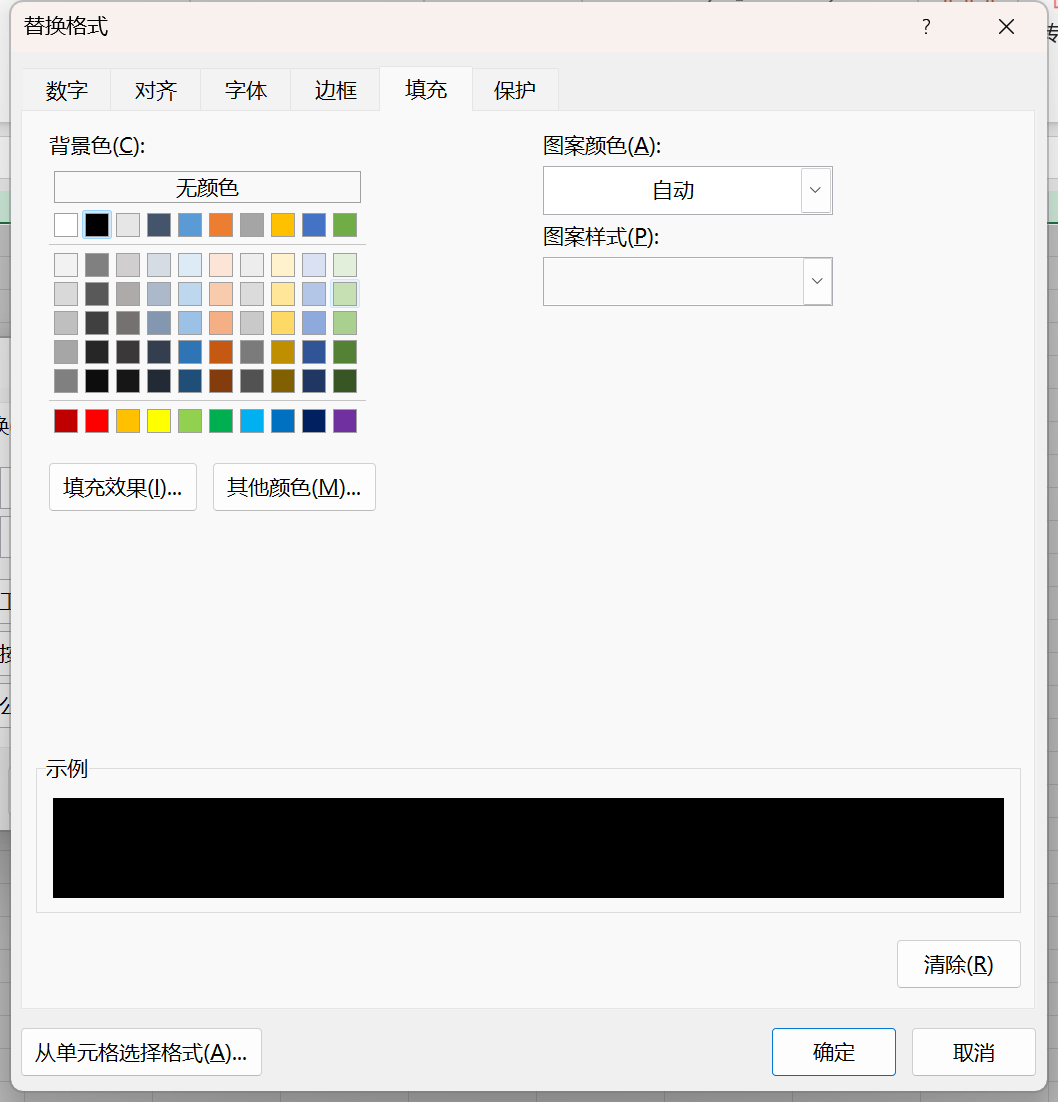 替换格式
?
数字 对齐 字体 边框 填充 保护
背景色(C):
无颜色
图案颜色(A):
自动
图案样式(P):
填充效果(I)...
其他颜色(M)...
示例
清除(R)
从单元格选择格式(A)...
确定
取消